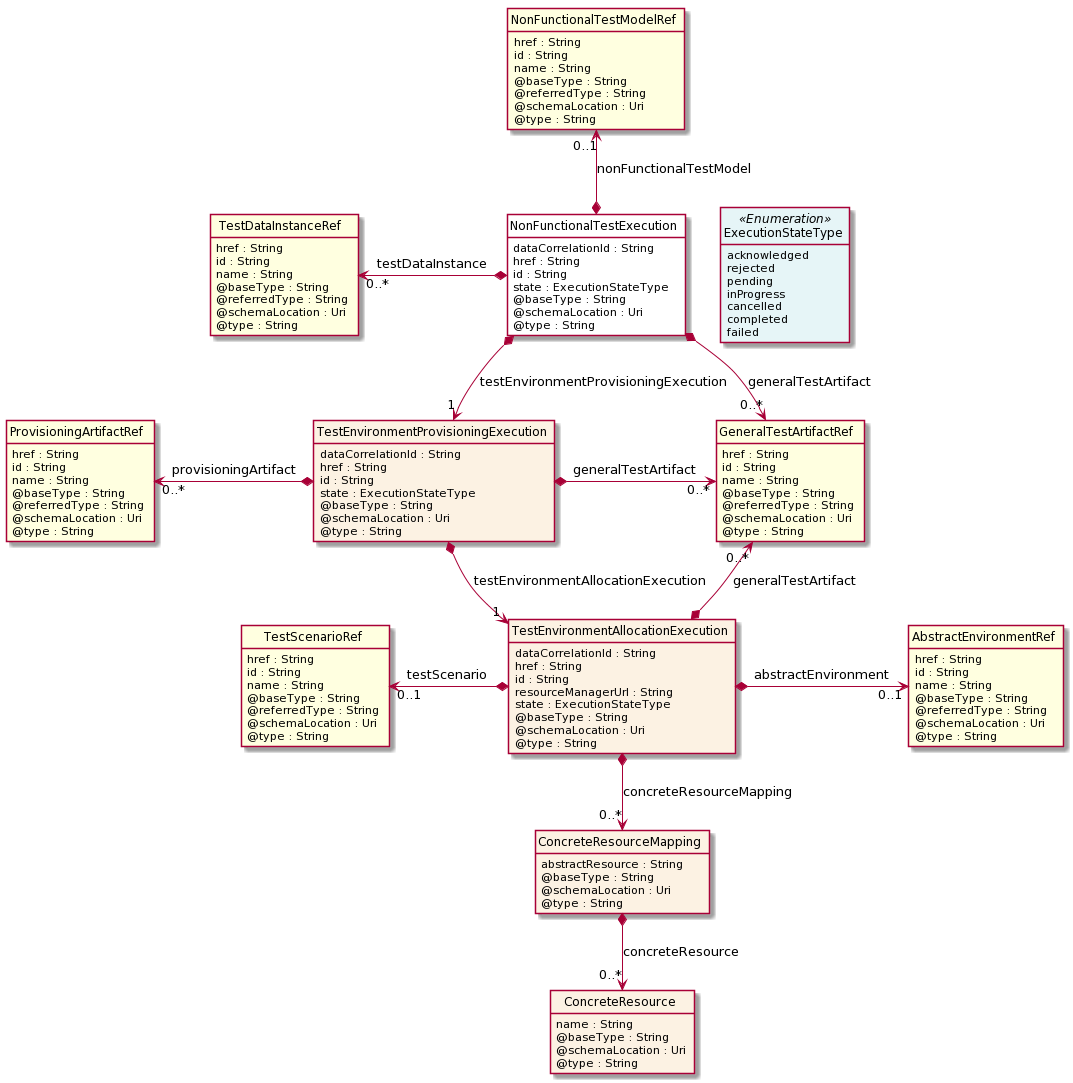 NonFunctionalTestModelRef
href : String
id : String
name : String
@baseType : String
@referredType : String
@schemaLocation : Uri
@type : String
0..1
nonFunctionalTestModel
TestDataInstanceRef
href : String
id : String
name : String
@baseType : String
@referredType : String
@schemaLocation : Uri
@type : String
testDataInstance
0..*
NonFunctionalTestExecution
dataCorrelationId : String
href : String
id : String
state : ExecutionStateType
@baseType : String
@schemaLocation : Uri
@type : String
«Enumeration»
ExecutionStateType
acknowledged
rejected
pending
inProgress
cancelled
completed
failed
testEnvironmentProvisioningExecution
1
generalTestArtifact
0..*
ProvisioningArtifactRef
href : String
id : String
name : String
@baseType : String
@referredType : String
@schemaLocation : Uri
@type : String
provisioningArtifact
0..*
TestEnvironmentProvisioningExecution
dataCorrelationId : String
href : String
id : String
state : ExecutionStateType
@baseType : String
@schemaLocation : Uri
@type : String
generalTestArtifact
0..*
GeneralTestArtifactRef
href : String
id : String
name : String
@baseType : String
@referredType : String
@schemaLocation : Uri
@type : String
testEnvironmentAllocationExecution
1
0..*
generalTestArtifact
TestScenarioRef
href : String
id : String
name : String
@baseType : String
@referredType : String
@schemaLocation : Uri
@type : String
testScenario
0..1
TestEnvironmentAllocationExecution
dataCorrelationId : String
href : String
id : String
resourceManagerUrl : String
state : ExecutionStateType
@baseType : String
@schemaLocation : Uri
@type : String
abstractEnvironment
0..1
AbstractEnvironmentRef
href : String
id : String
name : String
@baseType : String
@referredType : String
@schemaLocation : Uri
@type : String
concreteResourceMapping
0..*
ConcreteResourceMapping
abstractResource : String
@baseType : String
@schemaLocation : Uri
@type : String
concreteResource
0..*
ConcreteResource
name : String
@baseType : String
@schemaLocation : Uri
@type : String